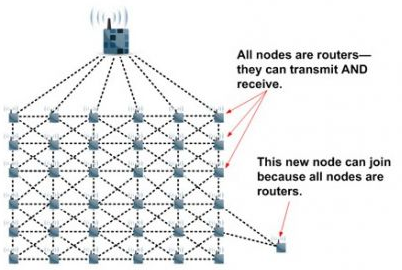 All nodes are routers—
they can transmit AND
receive.
This new node can join
because all nodes are
routers.